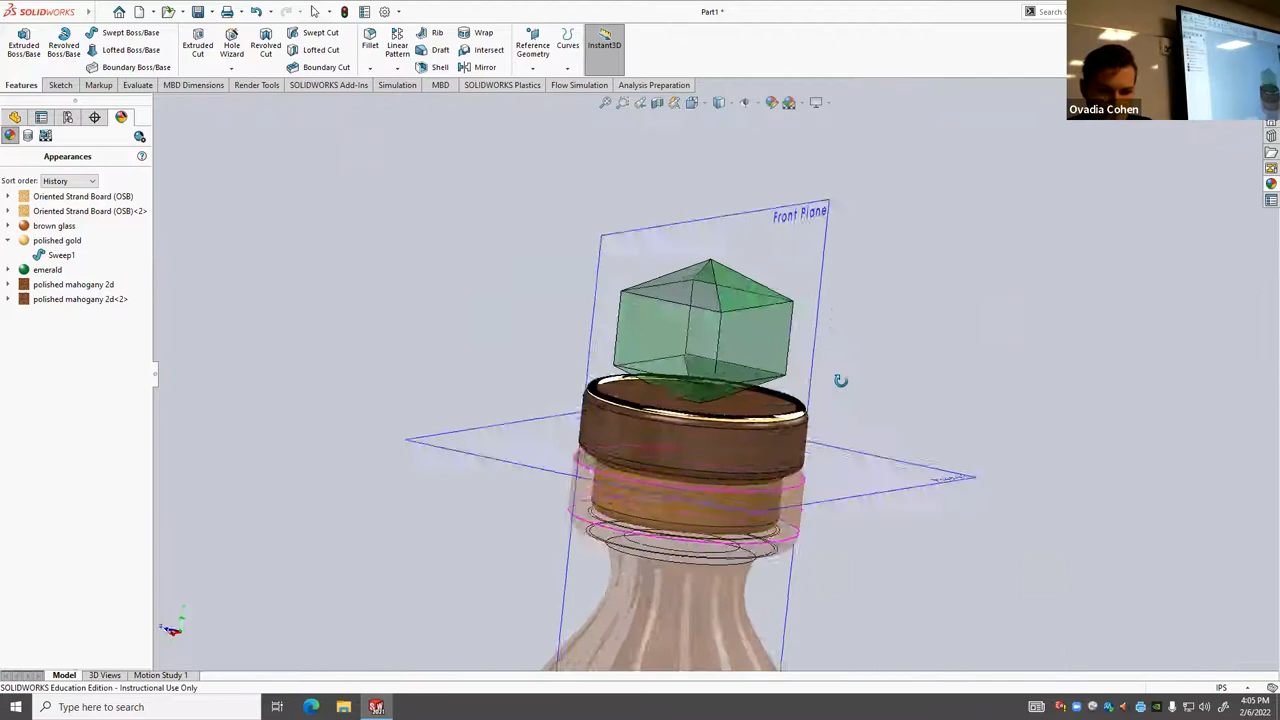 SOLIDWORKS
Part1 *
Search Co
Extruded Boss/Base
Revolved Boss/Base
Swept Boss/Base
Lofted Boss/Base
Boundary Boss/Base
Extruded Cut
Hole Wizard
Revolved Cut
Swept Cut
Lofted Cut
Boundary Cut
Fillet
Linear Pattern
Rib
Draft
Shell
Wrap
Intersect
Mirror
Reference Geometry
Curves
Instant3D
Ovadia Cohen
Features
Sketch
Markup
Evaluate
MBD Dimensions
Render Tools
SOLIDWORKS Add-Ins
Simulation
MBD
SOLIDWORKS Plastics
Flow Simulation
Analysis Preparation
Appearances
Sort order:
History
Oriented Strand Board (OSB)
Oriented Strand Board (OSB)<2>
brown glass
polished gold
Sweep1
emerald
polished mahogany 2d
polished mahogany 2d<2>
Front Plane
Model
3D Views
Motion Study 1
SOLIDWORKS Education Edition - Instructional Use Only
IPS
Type here to search
4:05 PM
2/6/2022